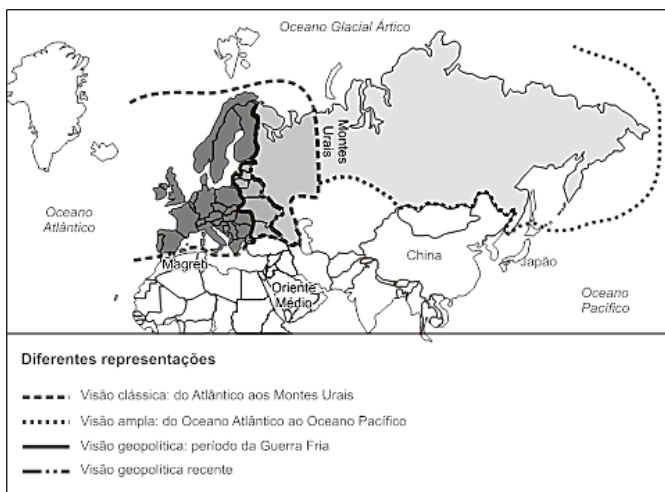 Oceano Glacial Ártico
Montes
Urais
Oceano
Atlântico
Magreb
Oriente
Médio
China
Japão
Oceano
Pacífico
Diferentes representações
Visão clássica: do Atlântico aos Montes Urais
Visão ampla: do Oceano Atlântico ao Oceano Pacífico
Visão geopolítica: período da Guerra Fria
Visão geopolítica recente